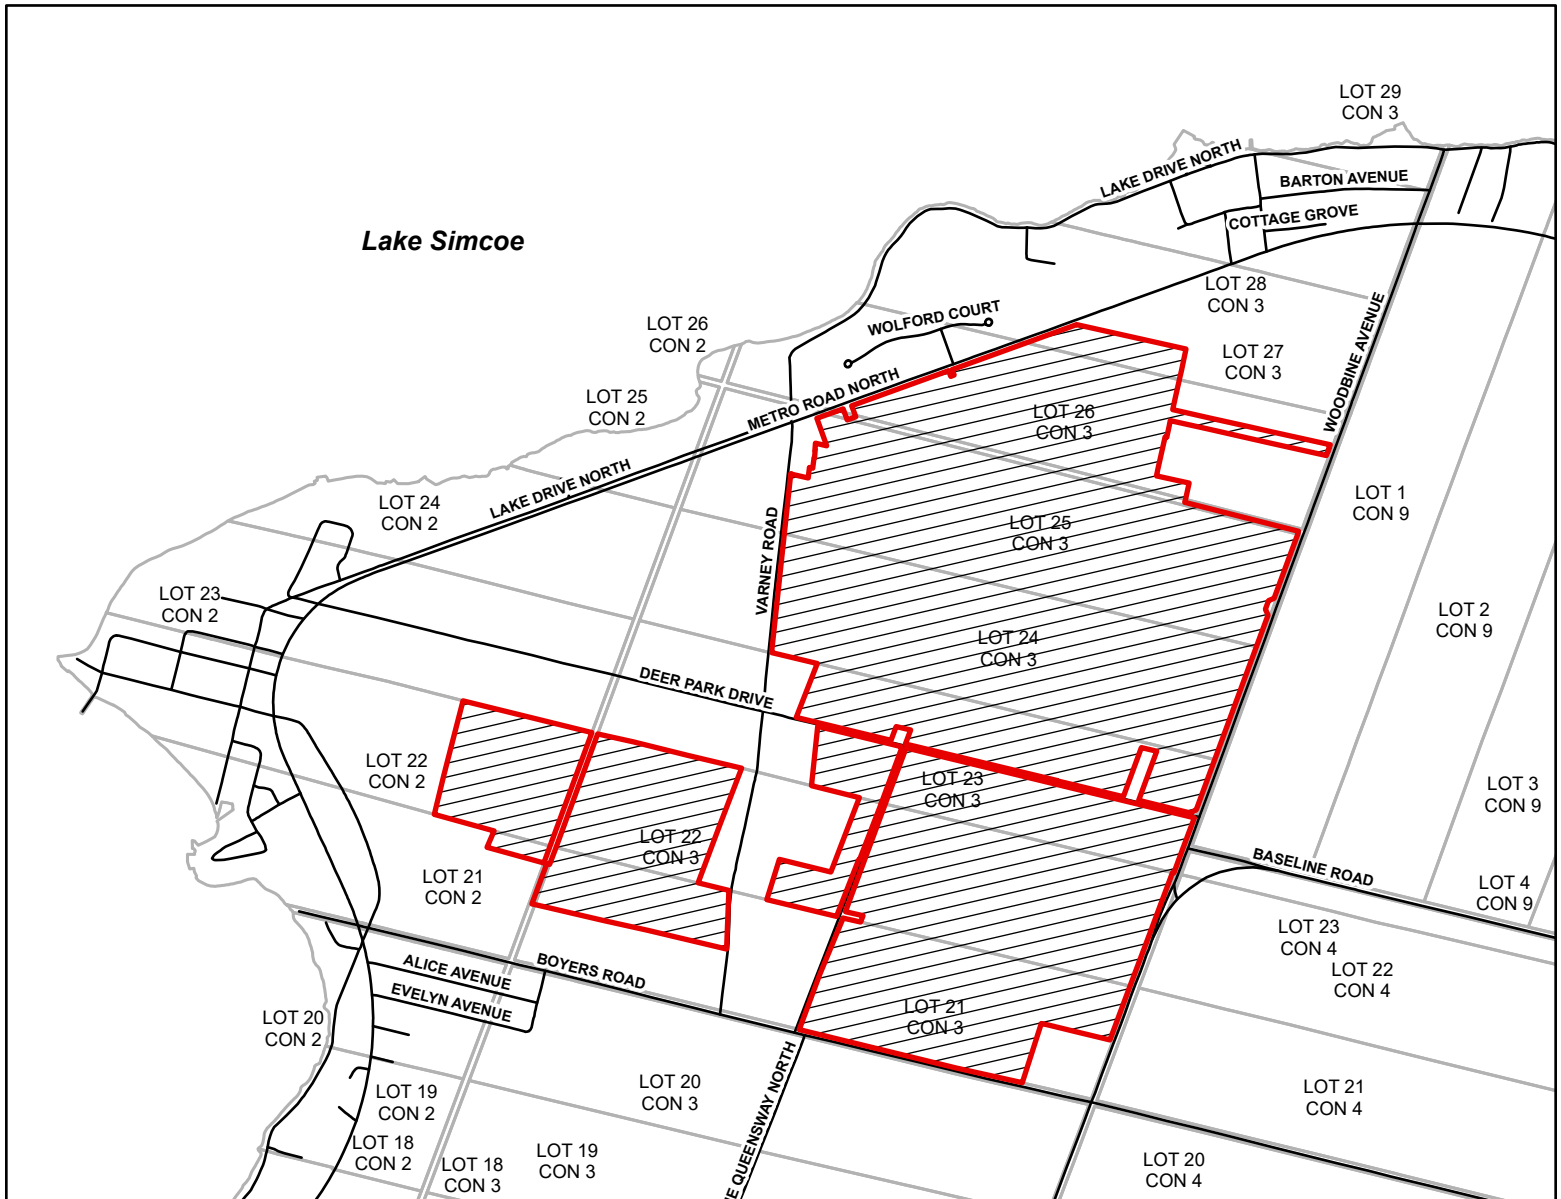 LOT 29
CON 3
LAKE DRIVE NORTH
BARTON AVENUE
COTTAGE GROVE
Lake Simcoe
LOT 28
CON 3
WOLFORD COURT
LOT 26
CON 2
LOT 27
CON 3
WOODBINE AVENUE
LOT 25
CON 2
METRO ROAD NORTH
LOT 26
CON 3
LAKE DRIVE NORTH
LOT 24
CON 2
LOT 1
CON 9
LOT 25
CON 3
VARNEY ROAD
LOT 23
CON 2
LOT 2
CON 9
LOT 24
CON 3
DEER PARK DRIVE
LOT 22
CON 2
LOT 23
CON 3
LOT 3
CON 9
LOT 22
CON 3
BASELINE ROAD
LOT 21
CON 2
LOT 4
CON 9
LOT 23
CON 4
LOT 22
CON 4
ALICE AVENUE
BOYERS ROAD
EVELYN AVENUE
LOT 21
CON 3
LOT 20
CON 2
LOT 20
CON 3
LOT 21
CON 4
LOT 19
CON 2
QUEENSWAY NORTH
LOT 18
CON 2
LOT 18
CON 3
LOT 19
CON 3
LOT 20
CON 4